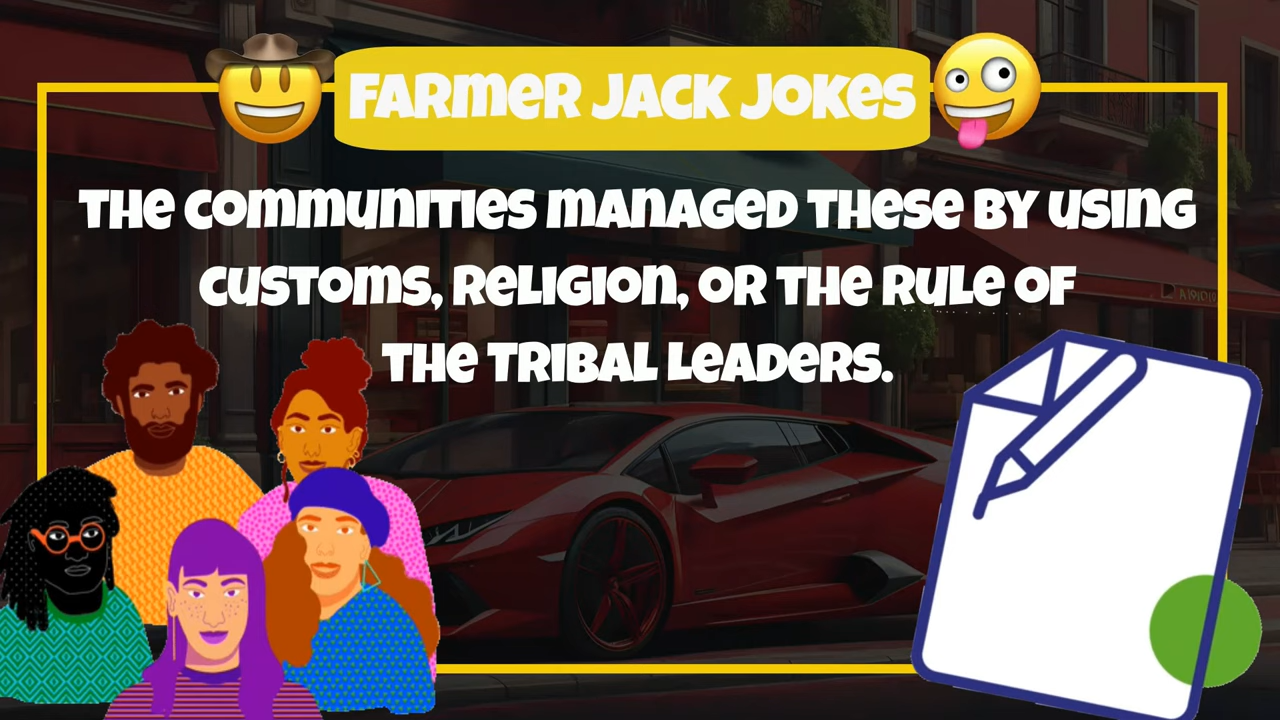 FARMER JACK JOKES
THE COMMUNITIES MANAGED THESE BY USING
CUSTOMS, RELIGION, OR THE RULE OF
THE TRIBAL LEADERS.